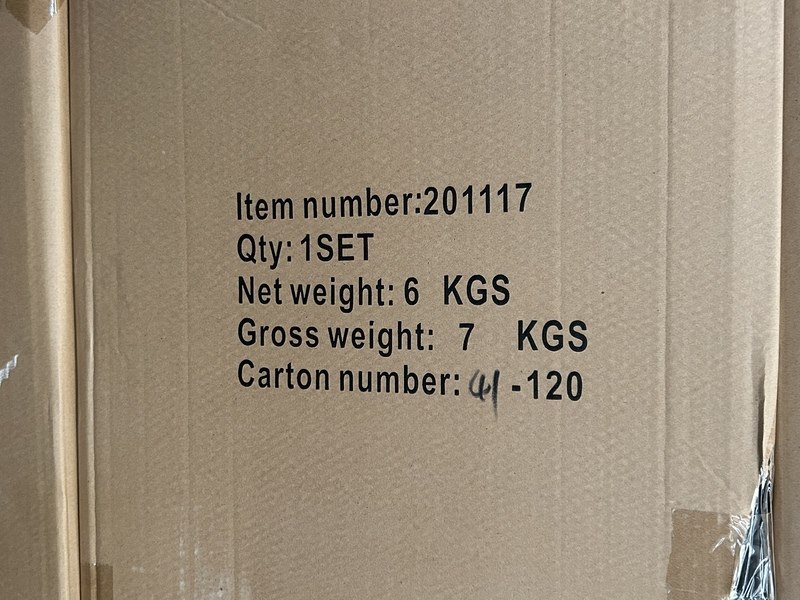 Item number:201117
Qty: 1SET
Net weight: 6 KGS
Gross weight: 7 KGS
Carton number: 41 -120